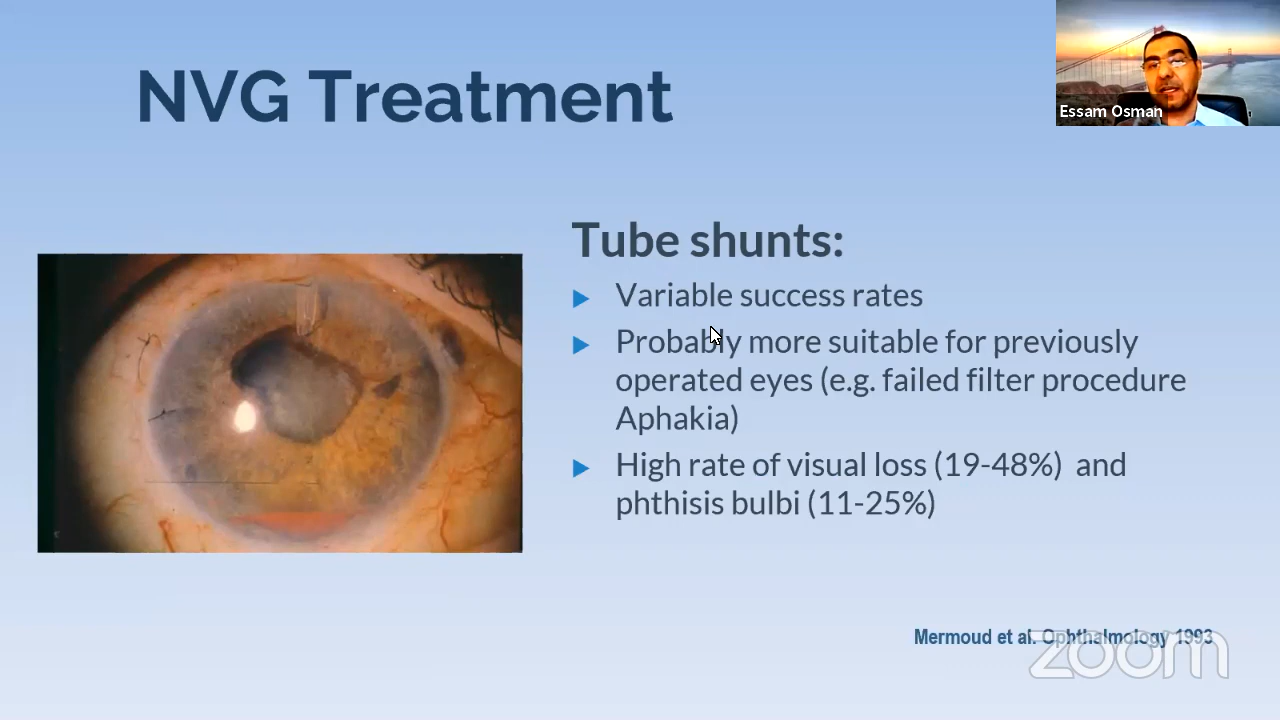 NVG Treatment
Essam Osman
Tube shunts:
Variable success rates
Probably more suitable for previously
operated eyes (e.g. failed filter procedure
Aphakia)
High rate of visual loss (19-48%) and
phthisis bulbi (11-25%)
Mermoud et al. Ophthalmology 1993
zoom